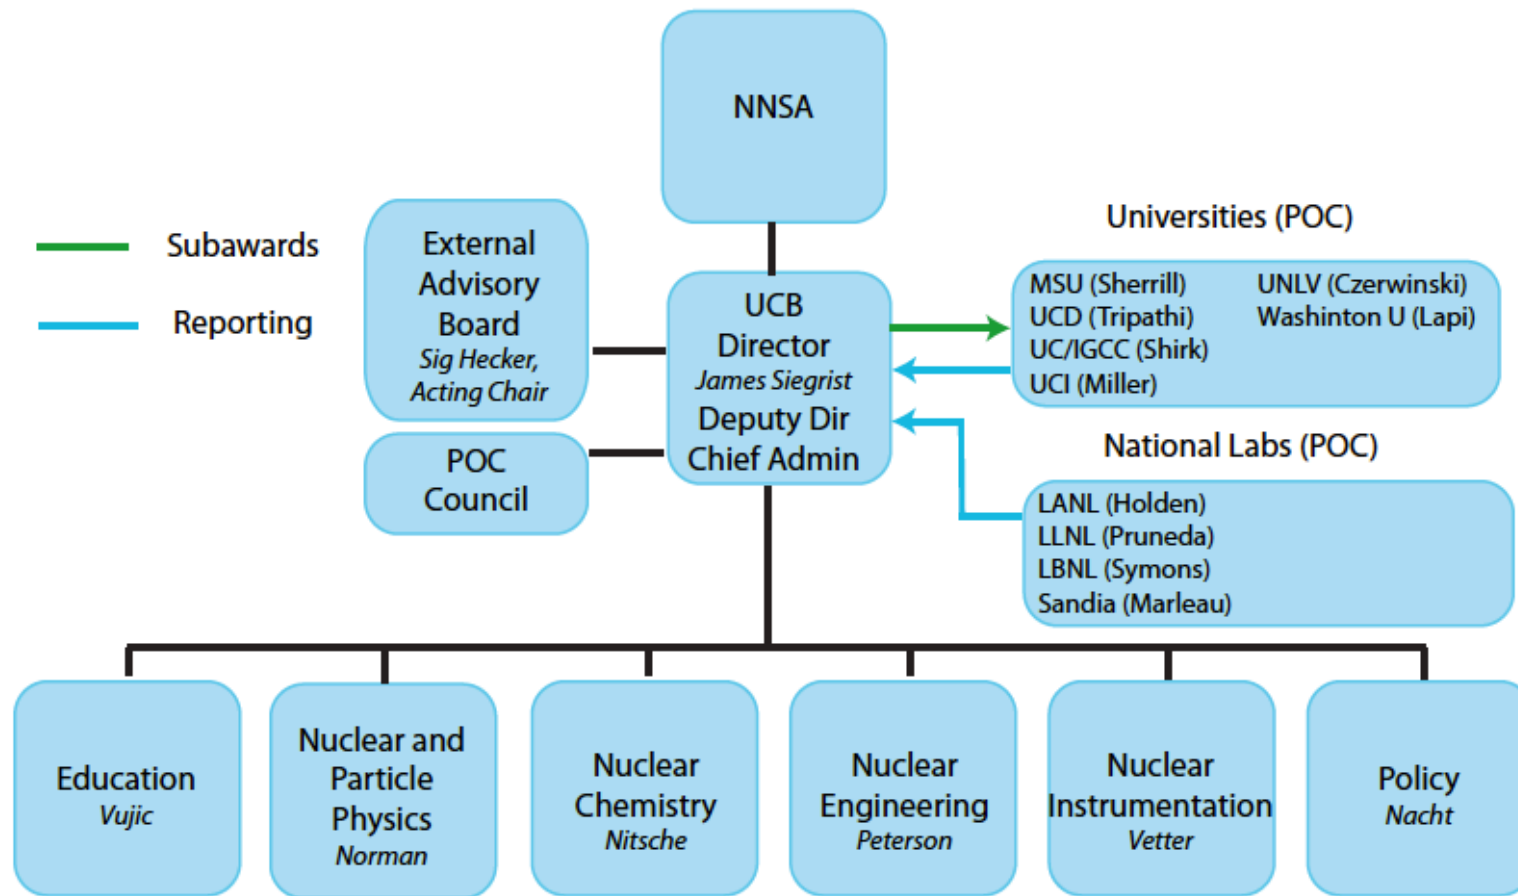 NNSA
Subawards
Reporting
External
Advisory
Board
Sig Hecker,
Acting Chair
POC
Council
UCB
Director
James Siegrist
Deputy Dir
Chief Admin
Universities (POC)
MSU (Sherrill)
UCD (Tripathi)
UC/IGCC (Shirk)
UCI (Miller)
UNLV (Czerwinski)
Washinton U (Lapi)
National Labs (POC)
LANL (Holden)
LLNL (Pruneda)
LBNL (Symons)
Sandia (Marleau)
Education
Vujic
Nuclear and
Particle
Physics
Norman
Nuclear
Chemistry
Nitsche
Nuclear
Engineering
Peterson
Nuclear
Instrumentation
Vetter
Policy
Nacht